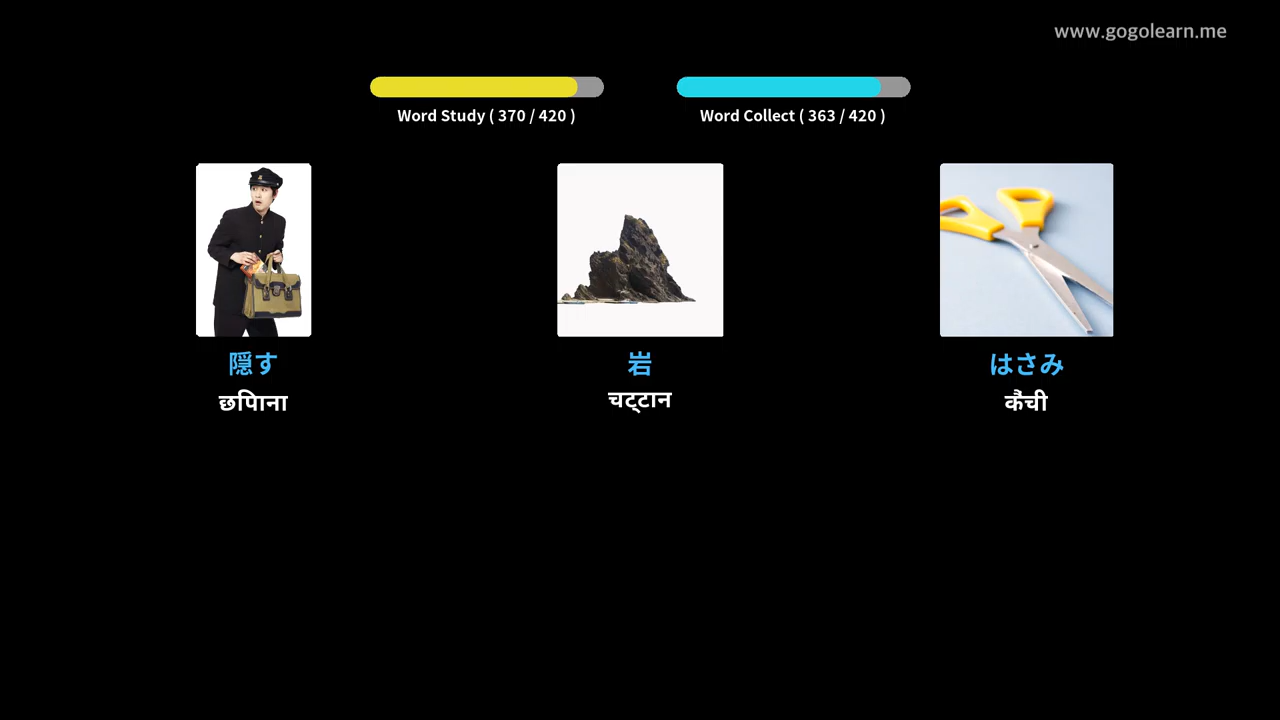 www.gogolearn.me
Word Study ( 370 / 420 )
Word Collect ( 363 / 420 )
隠す
岩
はさみ
छिपाना
चट्टान
कैंची